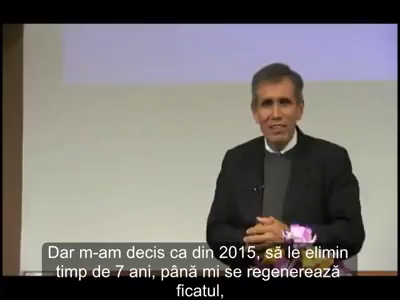 Dar m-am decis ca din 2015, să le elimin
timp de 7 ani, până mi se regenerează
ficatul,